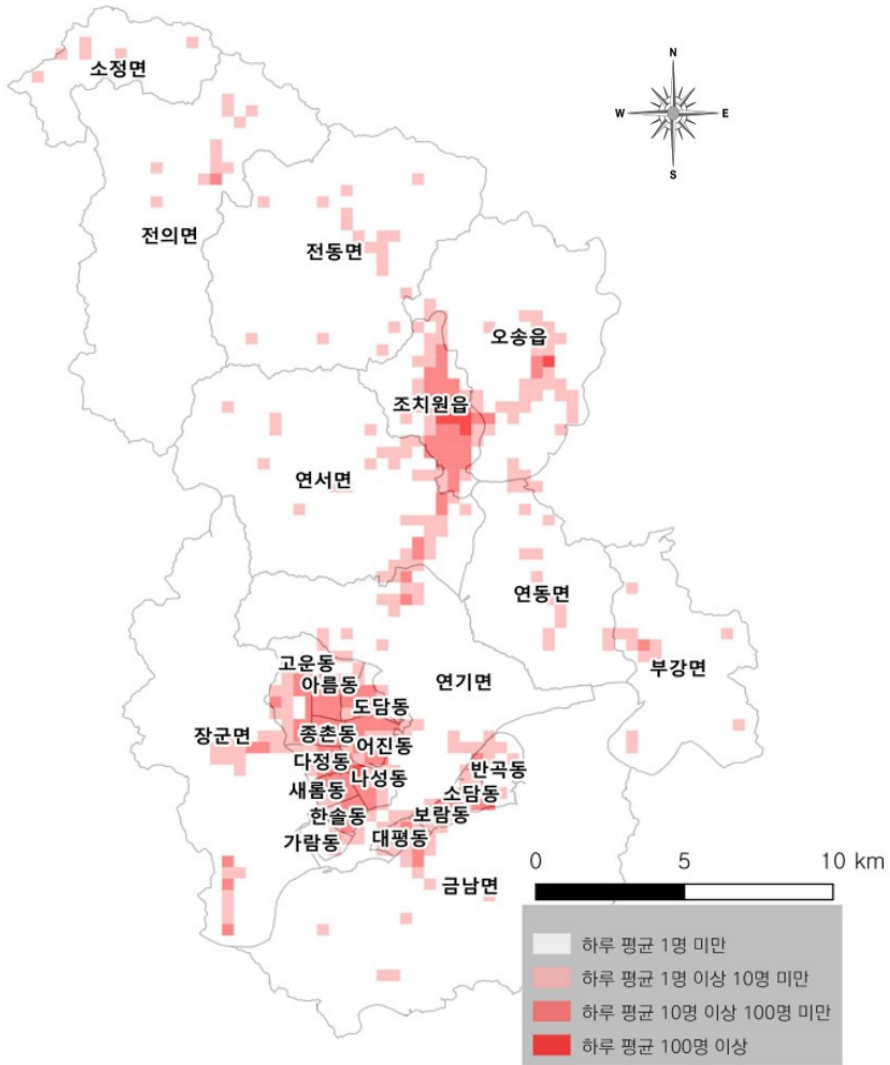 소정면
N
W E
S
전의면
전동면
오송읍
조치원읍
연서면
연동면
부강면
고운동
아름동
연기면
도담동
장군면
종촌동
어진동
다정동
반곡동
나성동
새롬동
소담동
한솔동
보람동
가람동
대평동
금남면
0 5 10 km
하루 평균 1명 미만
하루 평균 1명 이상 10명 미만
하루 평균 10명 이상 100명 미만
하루 평균 100명 이상